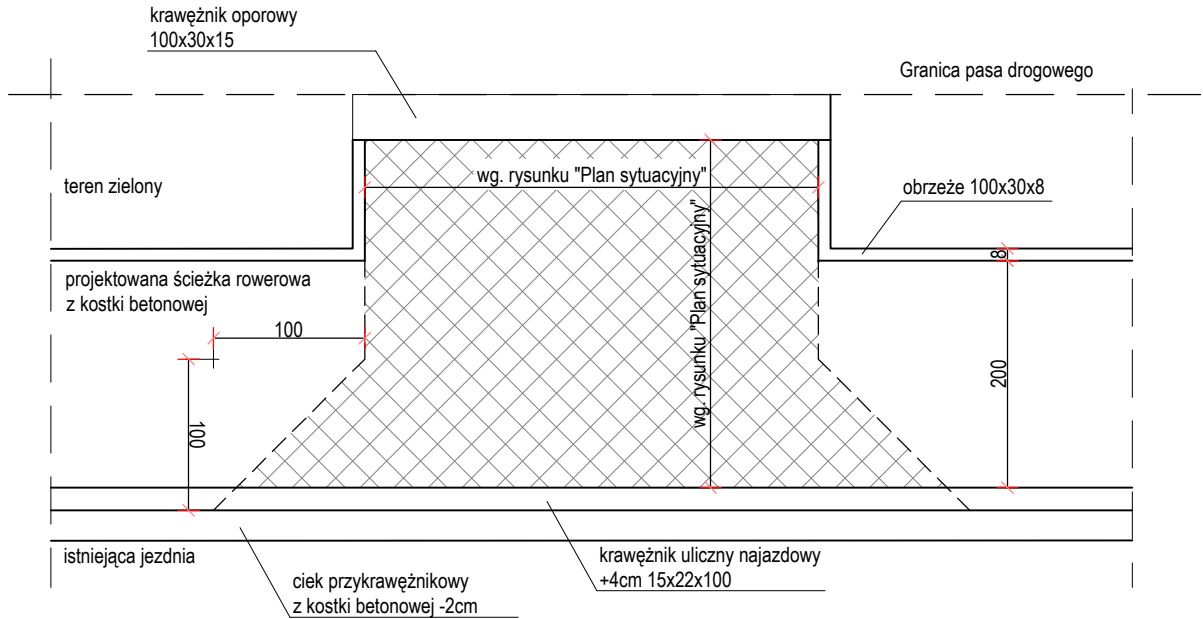 krawężnik oporowy
100x30x15
Granica pasa drogowego
teren zielony
wg. rysunku "Plan sytuacyjny"
wg. rysunku "Plan sytuacyjny"
obrzeże 100x30x8
8
projektowana ścieżka rowerowa
z kostki betonowej
100
200
100
istniejąca jezdnia
krawężnik uliczny najazdowy
+4cm 15x22x100
ciek przykrawężnikowy
z kostki betonowej -2cm